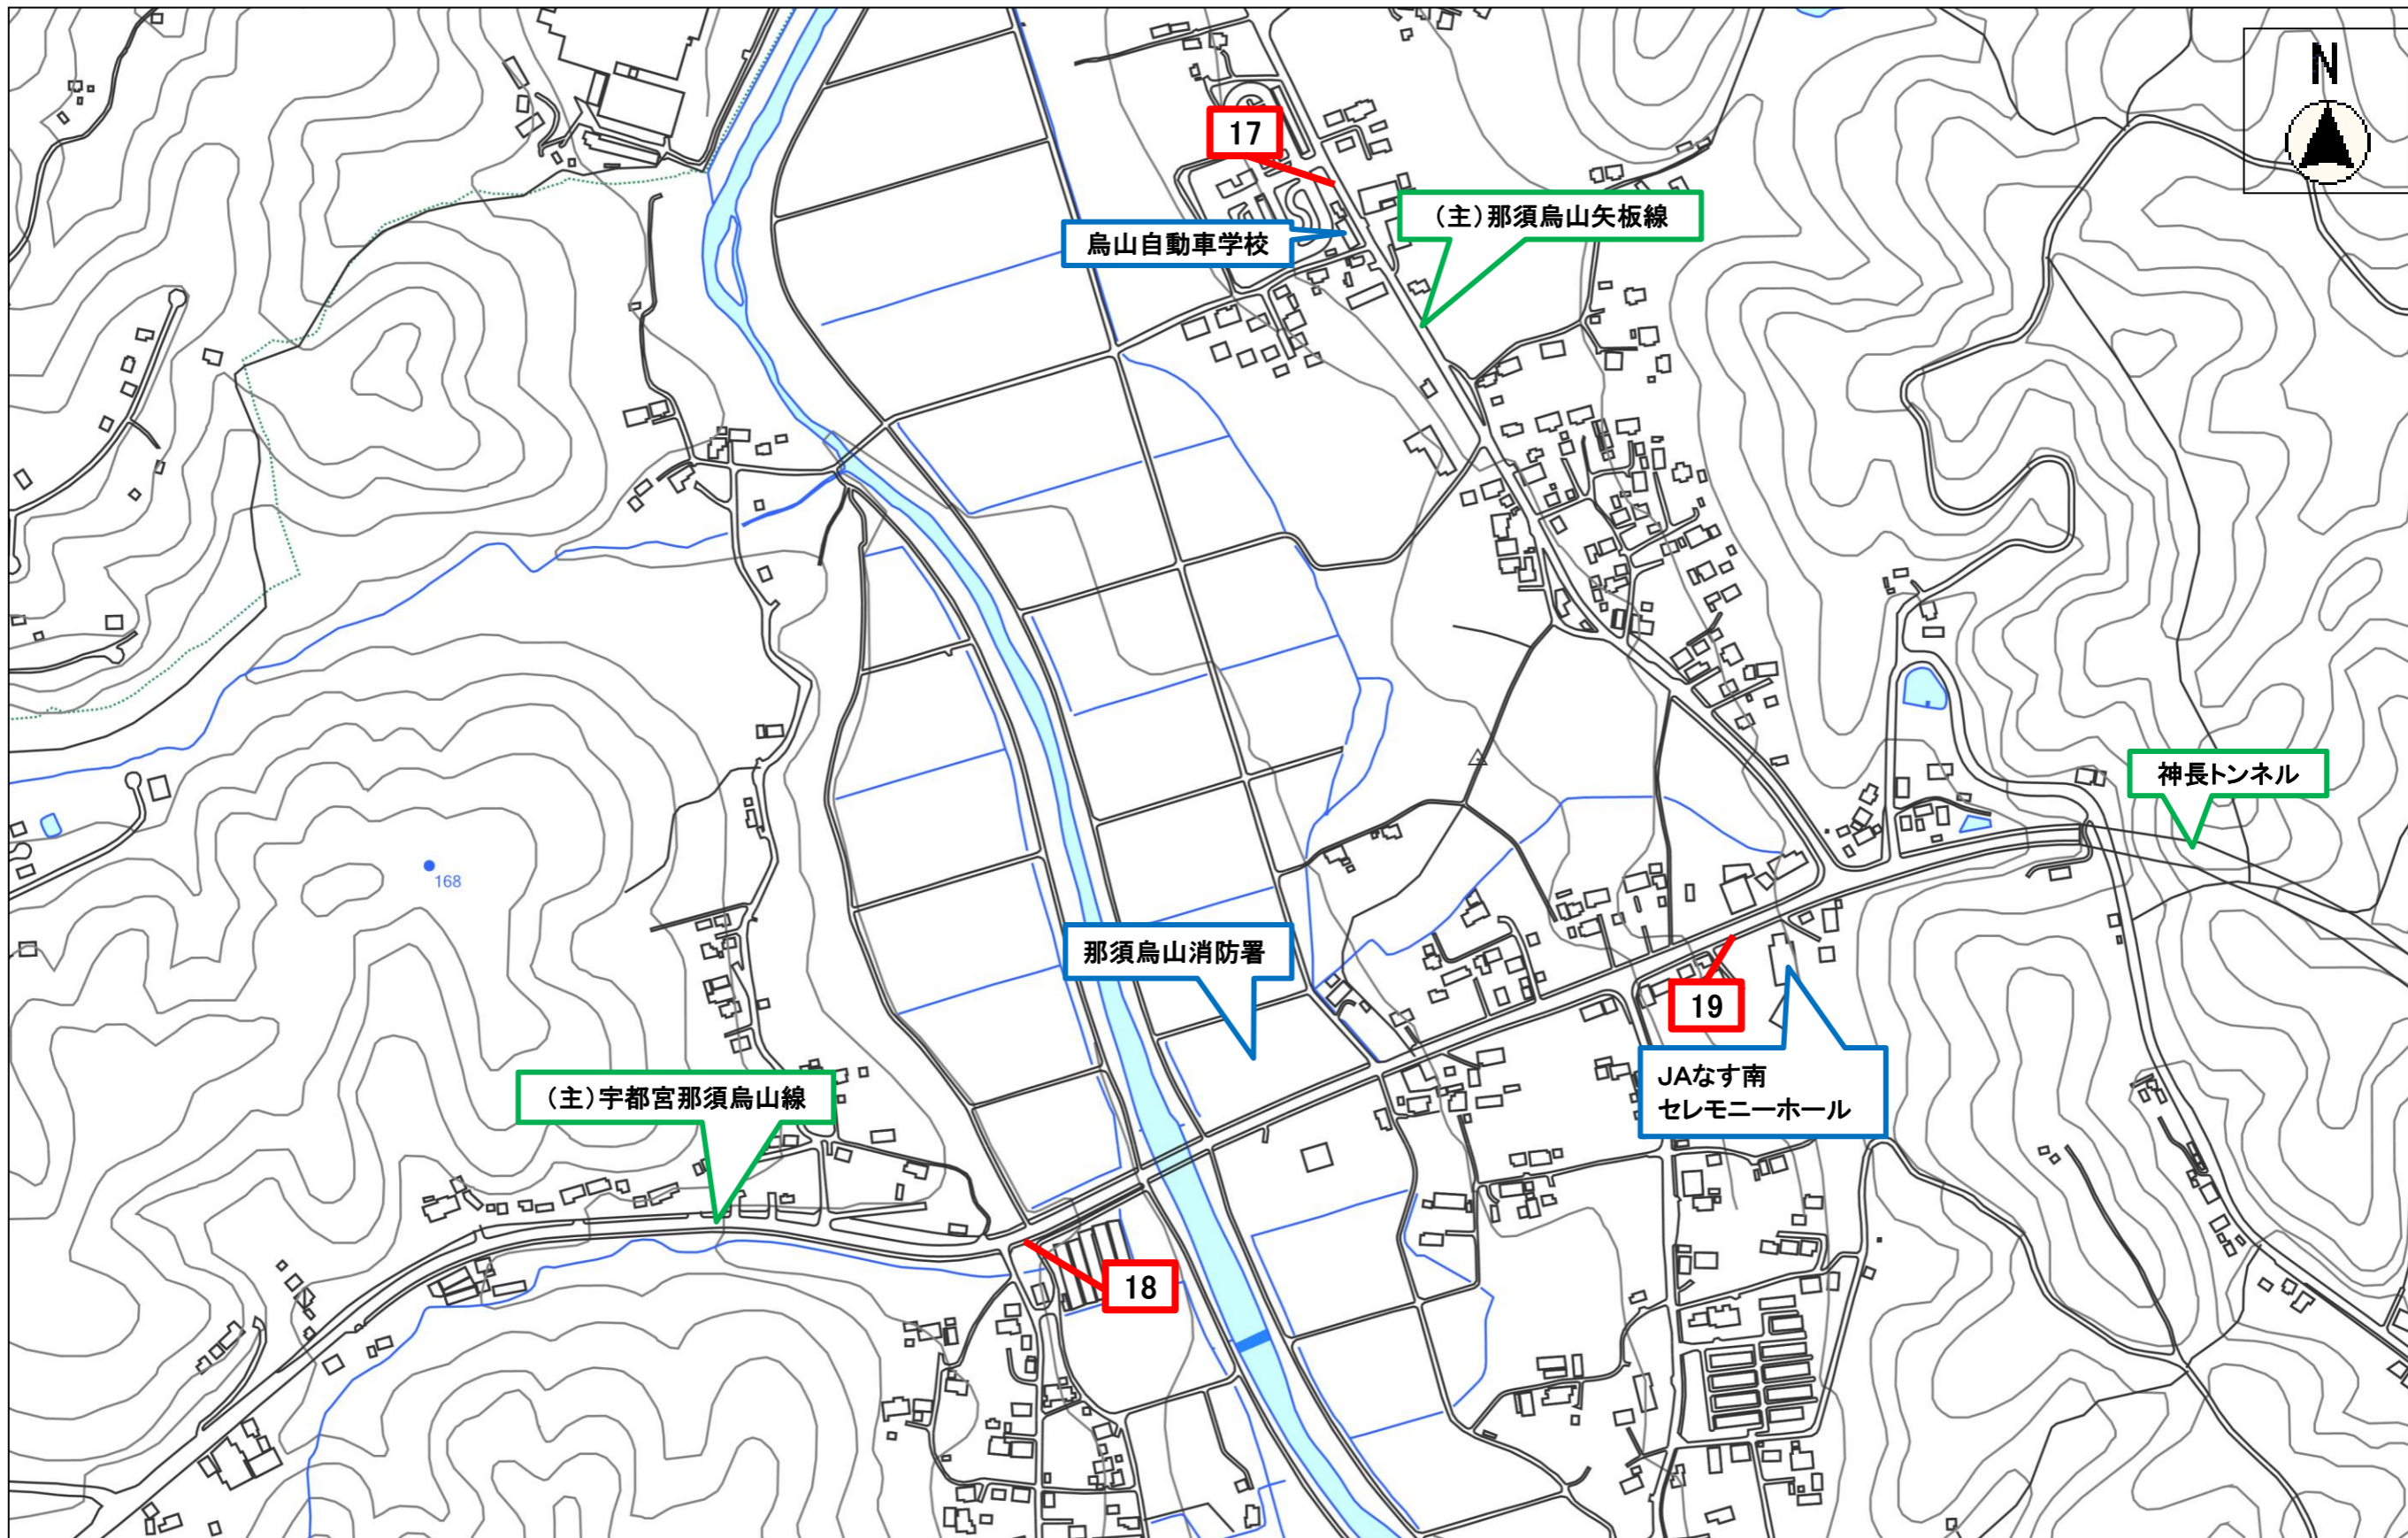 N
17
(主)那須烏山矢板線
烏山自動車学校
神長トンネル
168
那須烏山消防署
19
JAなす南
セレモニーホール
(主)宇都宮那須烏山線
18